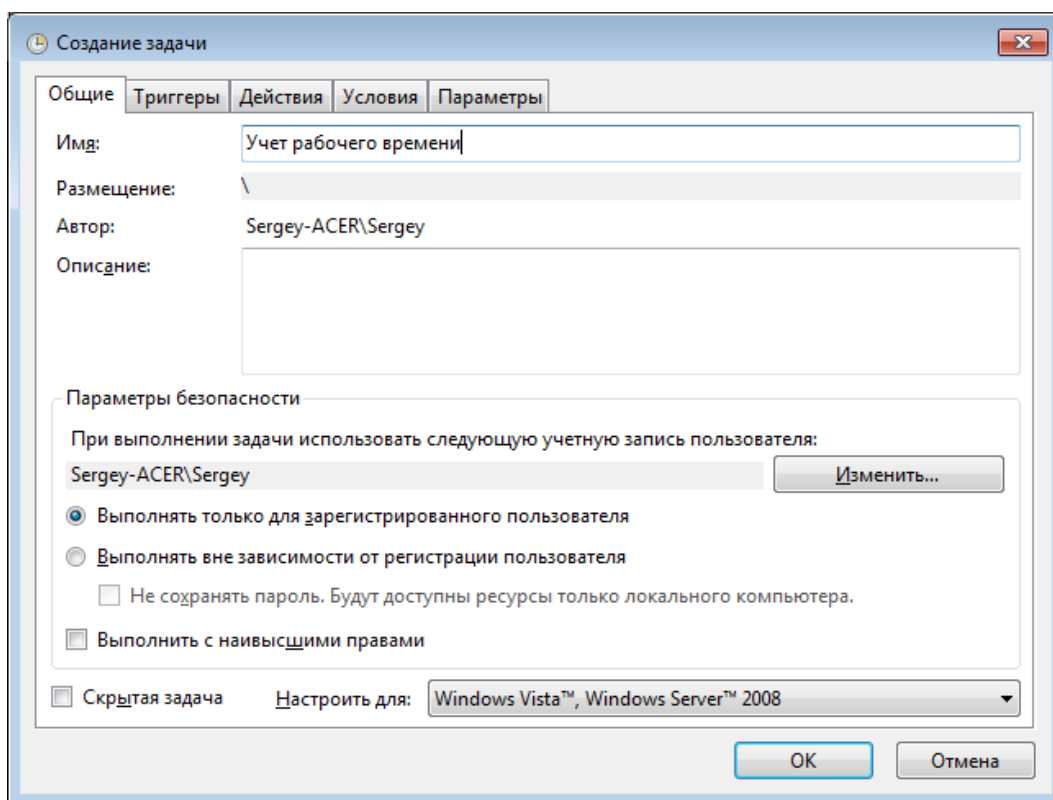 Создание задачи
Общие Триггеры Действия Условия Параметры
Имя: Учет рабочего времени
Размещение: \
Автор: Sergey-ACER\Sergey
Описание:
Параметры безопасности
При выполнении задачи использовать следующую учетную запись пользователя:
Sergey-ACER\Sergey Изменить...
Выполнять только для зарегистрированного пользователя
Выполнять вне зависимости от регистрации пользователя
Не сохранять пароль. Будут доступны ресурсы только локального компьютера.
Выполнить с наивысшими правами
Скрытая задача Настроить для: Windows Vista™, Windows Server™ 2008
ОК Отмена